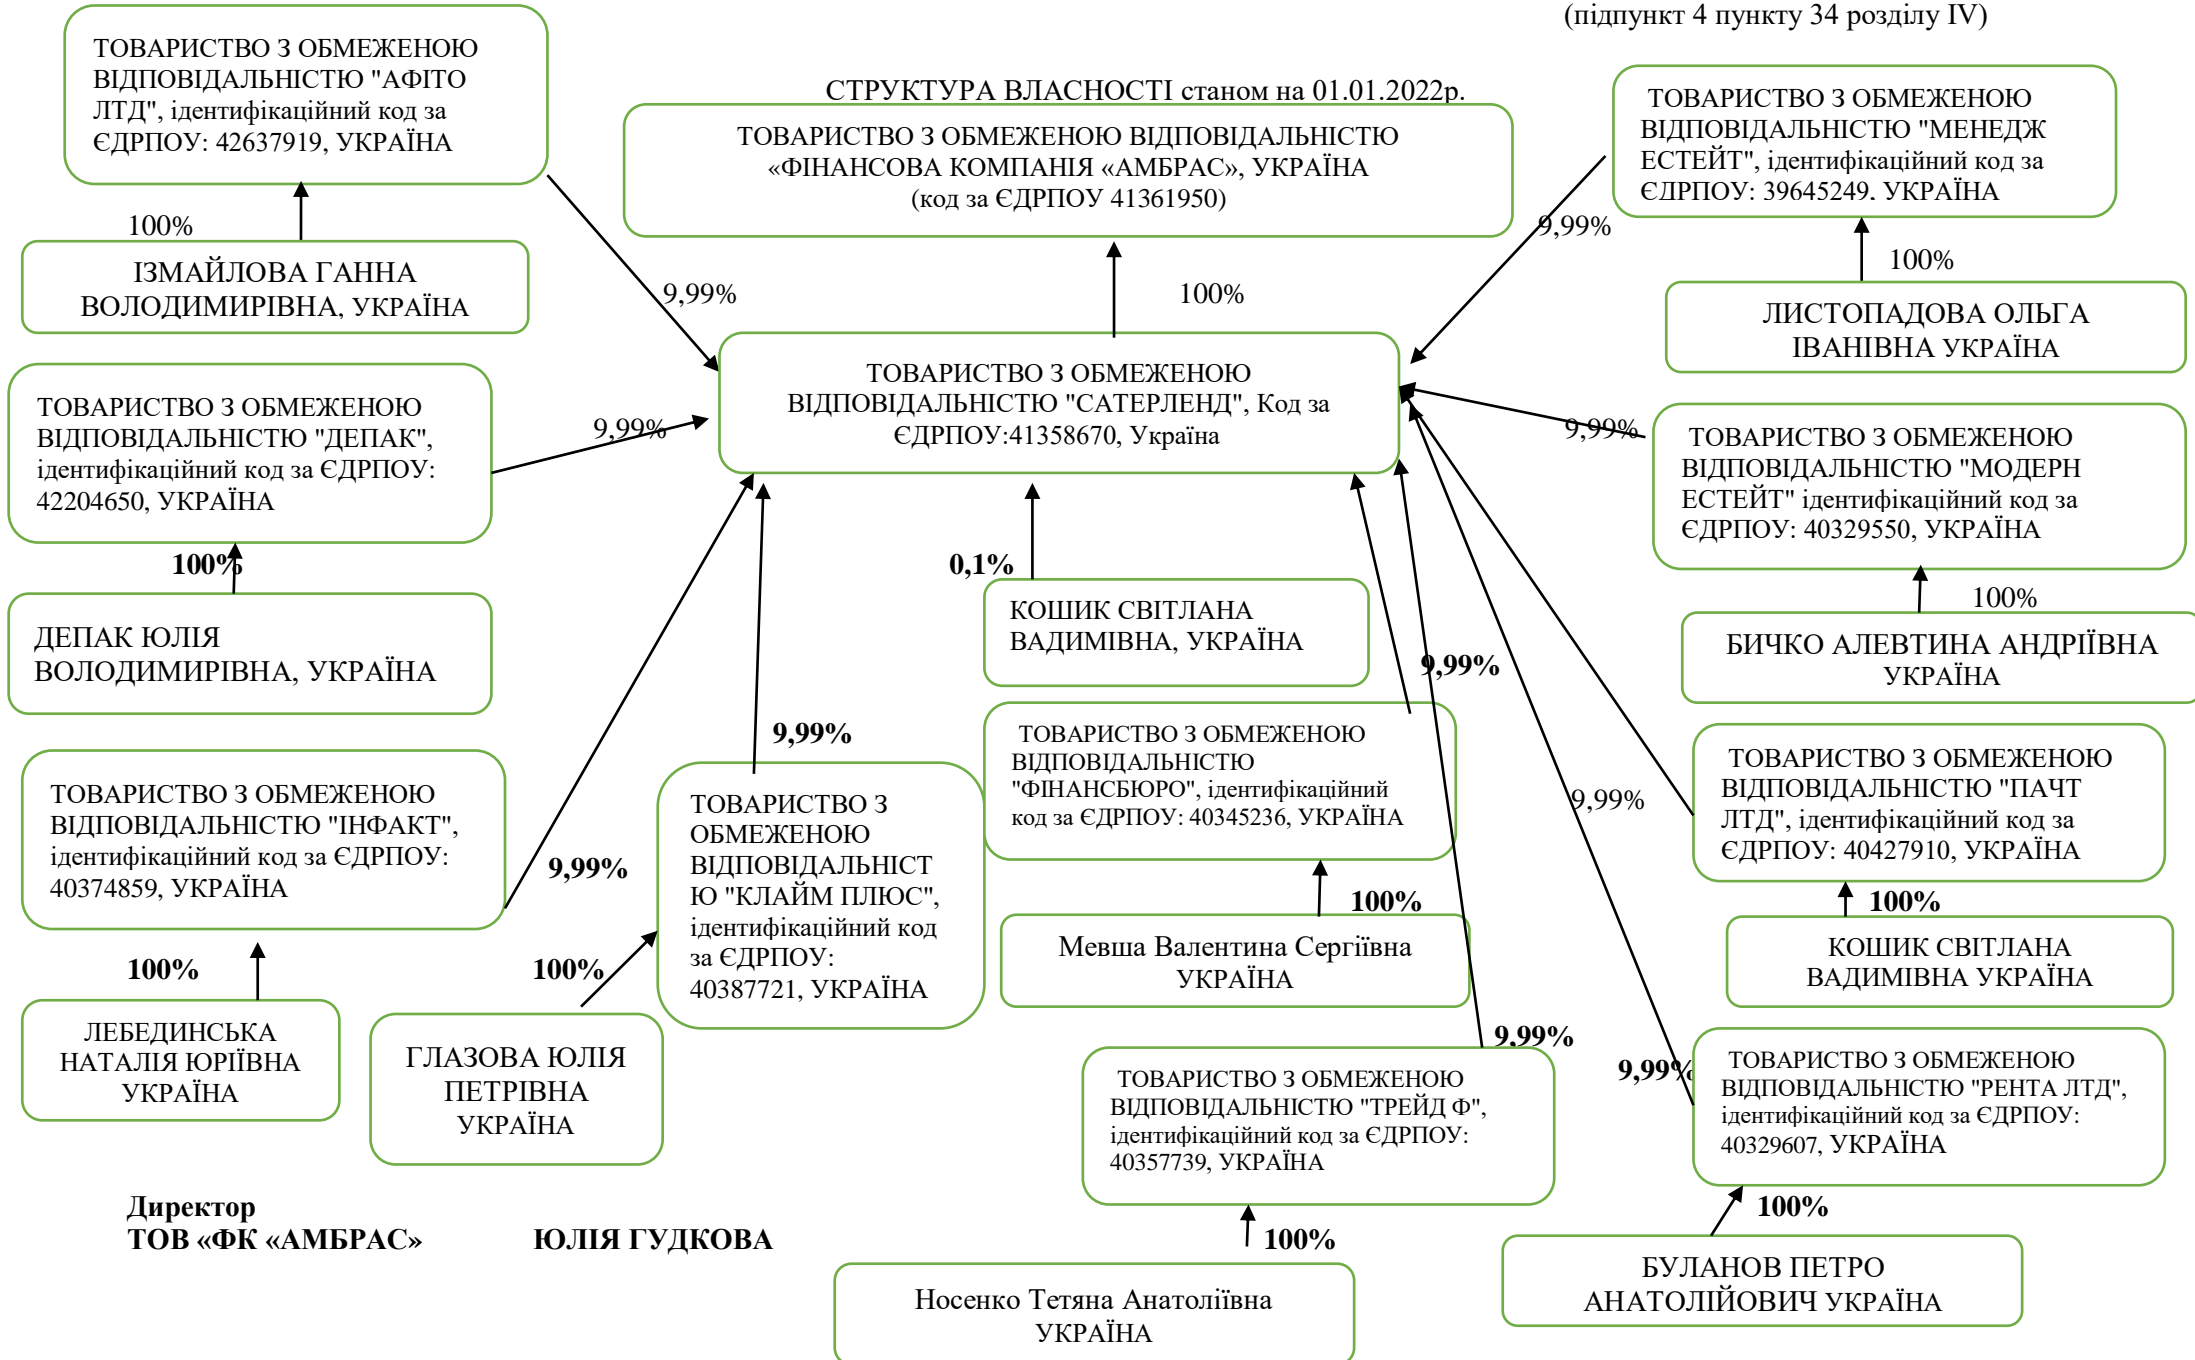 (підпункт 4 пункту 34 розділу IV)
СТРУКТУРА ВЛАСНОСТІ станом на 01.01.2022р.
ТОВАРИСТВО З ОБМЕЖЕНОЮ
ВІДПОВІДАЛЬНІСТЮ "АФІТО
ЛТД", ідентифікаційний код за
ЄДРПОУ: 42637919, УКРАЇНА
ТОВАРИСТВО З ОБМЕЖЕНОЮ ВІДПОВІДАЛЬНІСТЮ
«ФІНАНСОВА КОМПАНІЯ «АМБРАС», УКРАЇНА
(код за ЄДРПОУ 41361950)
ТОВАРИСТВО З ОБМЕЖЕНОЮ
ВІДПОВІДАЛЬНІСТЮ "МЕНЕДЖ
ЕСТЕЙТ", ідентифікаційний код за
ЄДРПОУ: 39645249. УКРАЇНА
100%
9,99%
100%
9,99%
100%
ІЗМАЙЛОВА ГАННА
ВОЛОДИМИРІВНА, УКРАЇНА
ЛИСТОПАДОВА ОЛЬГА
ІВАНІВНА УКРАЇНА
ТОВАРИСТВО З ОБМЕЖЕНОЮ
ВІДПОВІДАЛЬНІСТЮ "САТЕРЛЕНД", Код за
ЄДРПОУ:41358670, Україна
ТОВАРИСТВО З ОБМЕЖЕНОЮ
ВІДПОВІДАЛЬНІСТЮ "ДЕПАК",
ідентифікаційний код за ЄДРПОУ:
42204650, УКРАЇНА
9,99%
9,99%
ТОВАРИСТВО З ОБМЕЖЕНОЮ
ВІДПОВІДАЛЬНІСТЮ "МОДЕРН
ЕСТЕЙТ" ідентифікаційний код за
ЄДРПОУ: 40329550, УКРАЇНА
100%
0,1%
100%
ДЕПАК ЮЛІЯ
ВОЛОДИМИРІВНА, УКРАЇНА
КОШИК СВІТЛАНА
ВАДИМІВНА, УКРАЇНА
9,99%
БИЧКО АЛЕВТИНА АНДРІЇВНА
УКРАЇНА
ТОВАРИСТВО З ОБМЕЖЕНОЮ
ВІДПОВІДАЛЬНІСТЮ "ІНФАКТ",
ідентифікаційний код за ЄДРПОУ:
40374859, УКРАЇНА
9,99%
9,99%
ТОВАРИСТВО З
ОБМЕЖЕНОЮ
ВІДПОВІДАЛЬНІСТ
Ю "КЛАЙМ ПЛЮС",
ідентифікаційний код
за ЄДРПОУ:
40387721, УКРАЇНА
ТОВАРИСТВО З ОБМЕЖЕНОЮ
ВІДПОВІДАЛЬНІСТЮ
"ФІНАНСБЮРО", ідентифікаційний
код за ЄДРПОУ: 40345236, УКРАЇНА
9,99%
ТОВАРИСТВО З ОБМЕЖЕНОЮ
ВІДПОВІДАЛЬНІСТЮ "ПАЧТ
ЛТД", ідентифікаційний код за
ЄДРПОУ: 40427910, УКРАЇНА
100%
100%
100%
100%
ЛЕБЕДИНСЬКА
НАТАЛІЯ ЮРІЇВНА
УКРАЇНА
ГЛАЗОВА ЮЛІЯ
ПЕТРІВНА
УКРАЇНА
Мевша Валентина Сергіївна
УКРАЇНА
КОШИК СВІТЛАНА
ВАДИМІВНА УКРАЇНА
9,99%
9,99%
ТОВАРИСТВО З ОБМЕЖЕНОЮ
ВІДПОВІДАЛЬНІСТЮ "ТРЕЙД Ф",
ідентифікаційний код за ЄДРПОУ:
40357739, УКРАЇНА
ТОВАРИСТВО З ОБМЕЖЕНОЮ
ВІДПОВІДАЛЬНІСТЮ "РЕНТА ЛТД",
ідентифікаційний код за ЄДРПОУ:
40329607, УКРАЇНА
100%
100%
Носенко Тетяна Анатоліївна
УКРАЇНА
БУЛАНОВ ПЕТРО
АНАТОЛІЙОВИЧ УКРАЇНА
Директор
ТОВ «ФК «АМБРАС» ЮЛІЯ ГУДКОВА